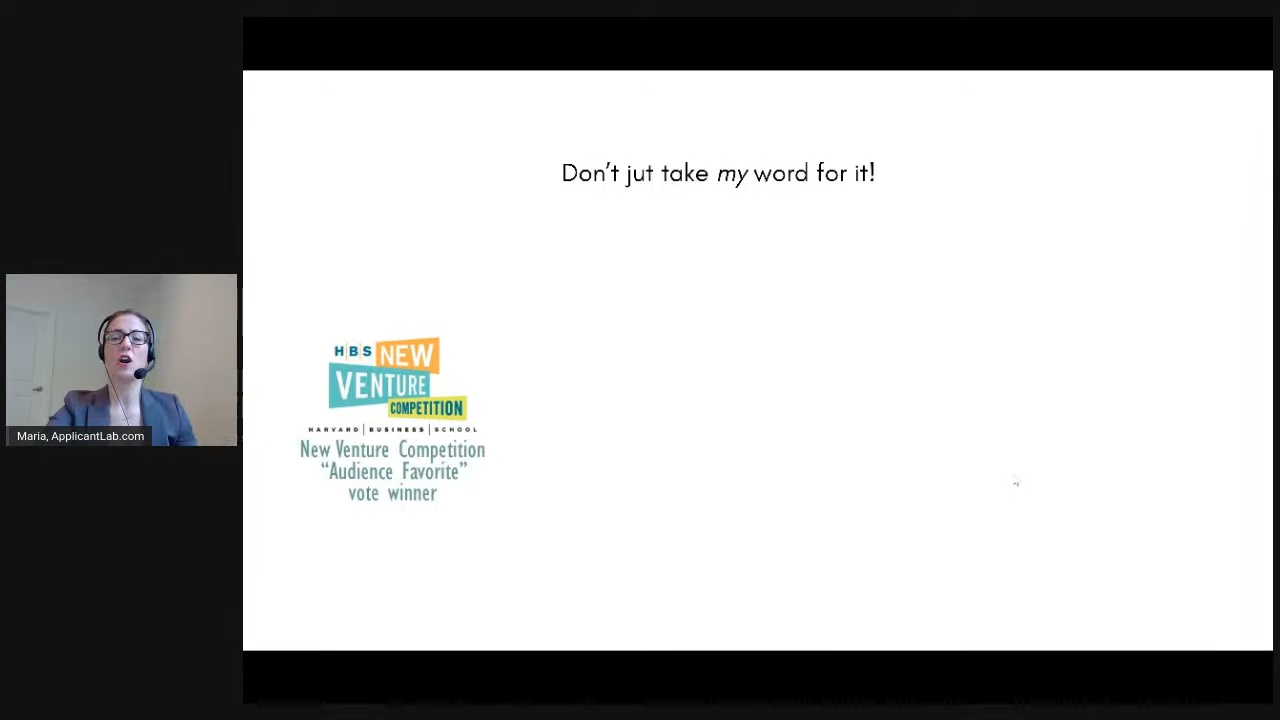 Don't jut take my word for it!
H|B|S NEW
VENTURE
COMPETITION
HARVARD | BUSINESS | SCHOOL
New Venture Competition
“Audience Favorite”
vote winner
Maria, ApplicantLab.com